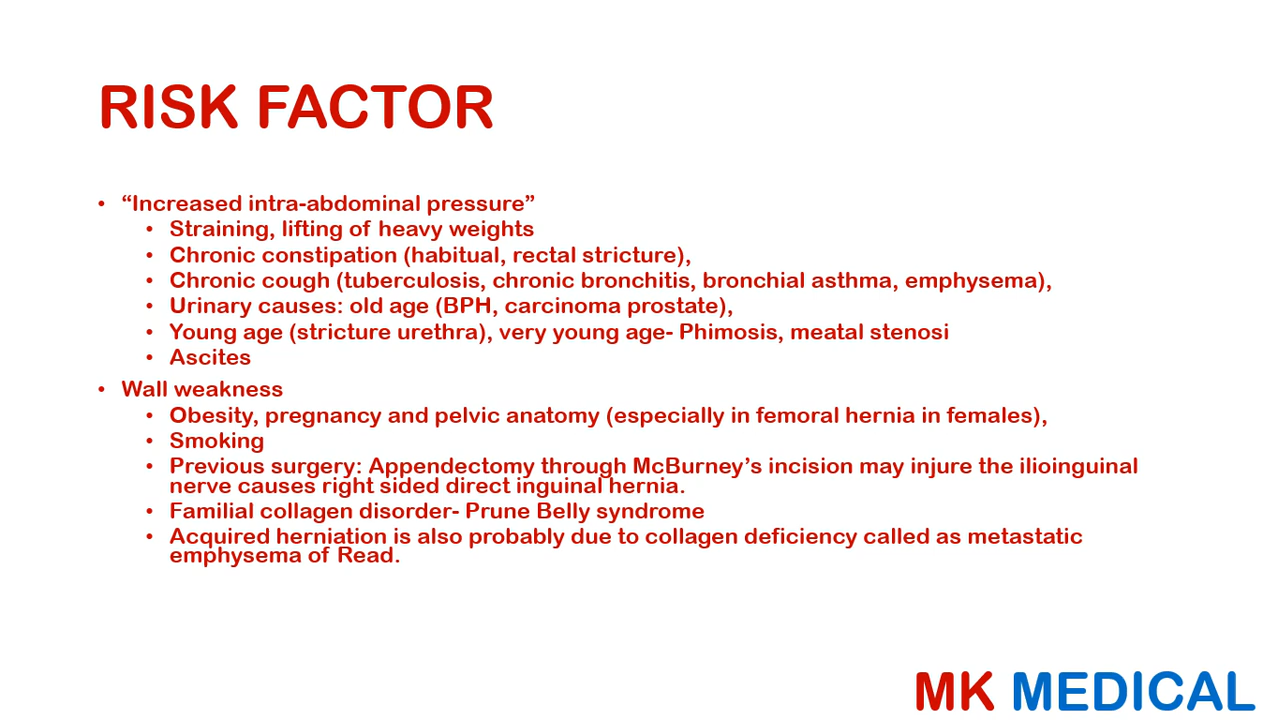 RISK FACTOR
• “Increased intra-abdominal pressure”
• Straining, lifting of heavy weights
• Chronic constipation (habitual, rectal stricture),
• Chronic cough (tuberculosis, chronic bronchitis, bronchial asthma, emphysema),
• Urinary causes: old age (BPH, carcinoma prostate),
• Young age (stricture urethra), very young age- Phimosis, meatal stenosi
• Ascites
• Wall weakness
• Obesity, pregnancy and pelvic anatomy (especially in femoral hernia in females),
• Smoking
• Previous surgery: Appendectomy through McBurney’s incision may injure the ilioinguinal
nerve causes right sided direct inguinal hernia.
• Familial collagen disorder- Prune Belly syndrome
• Acquired herniation is also probably due to collagen deficiency called as metastatic
emphysema of Read.
MK MEDICAL